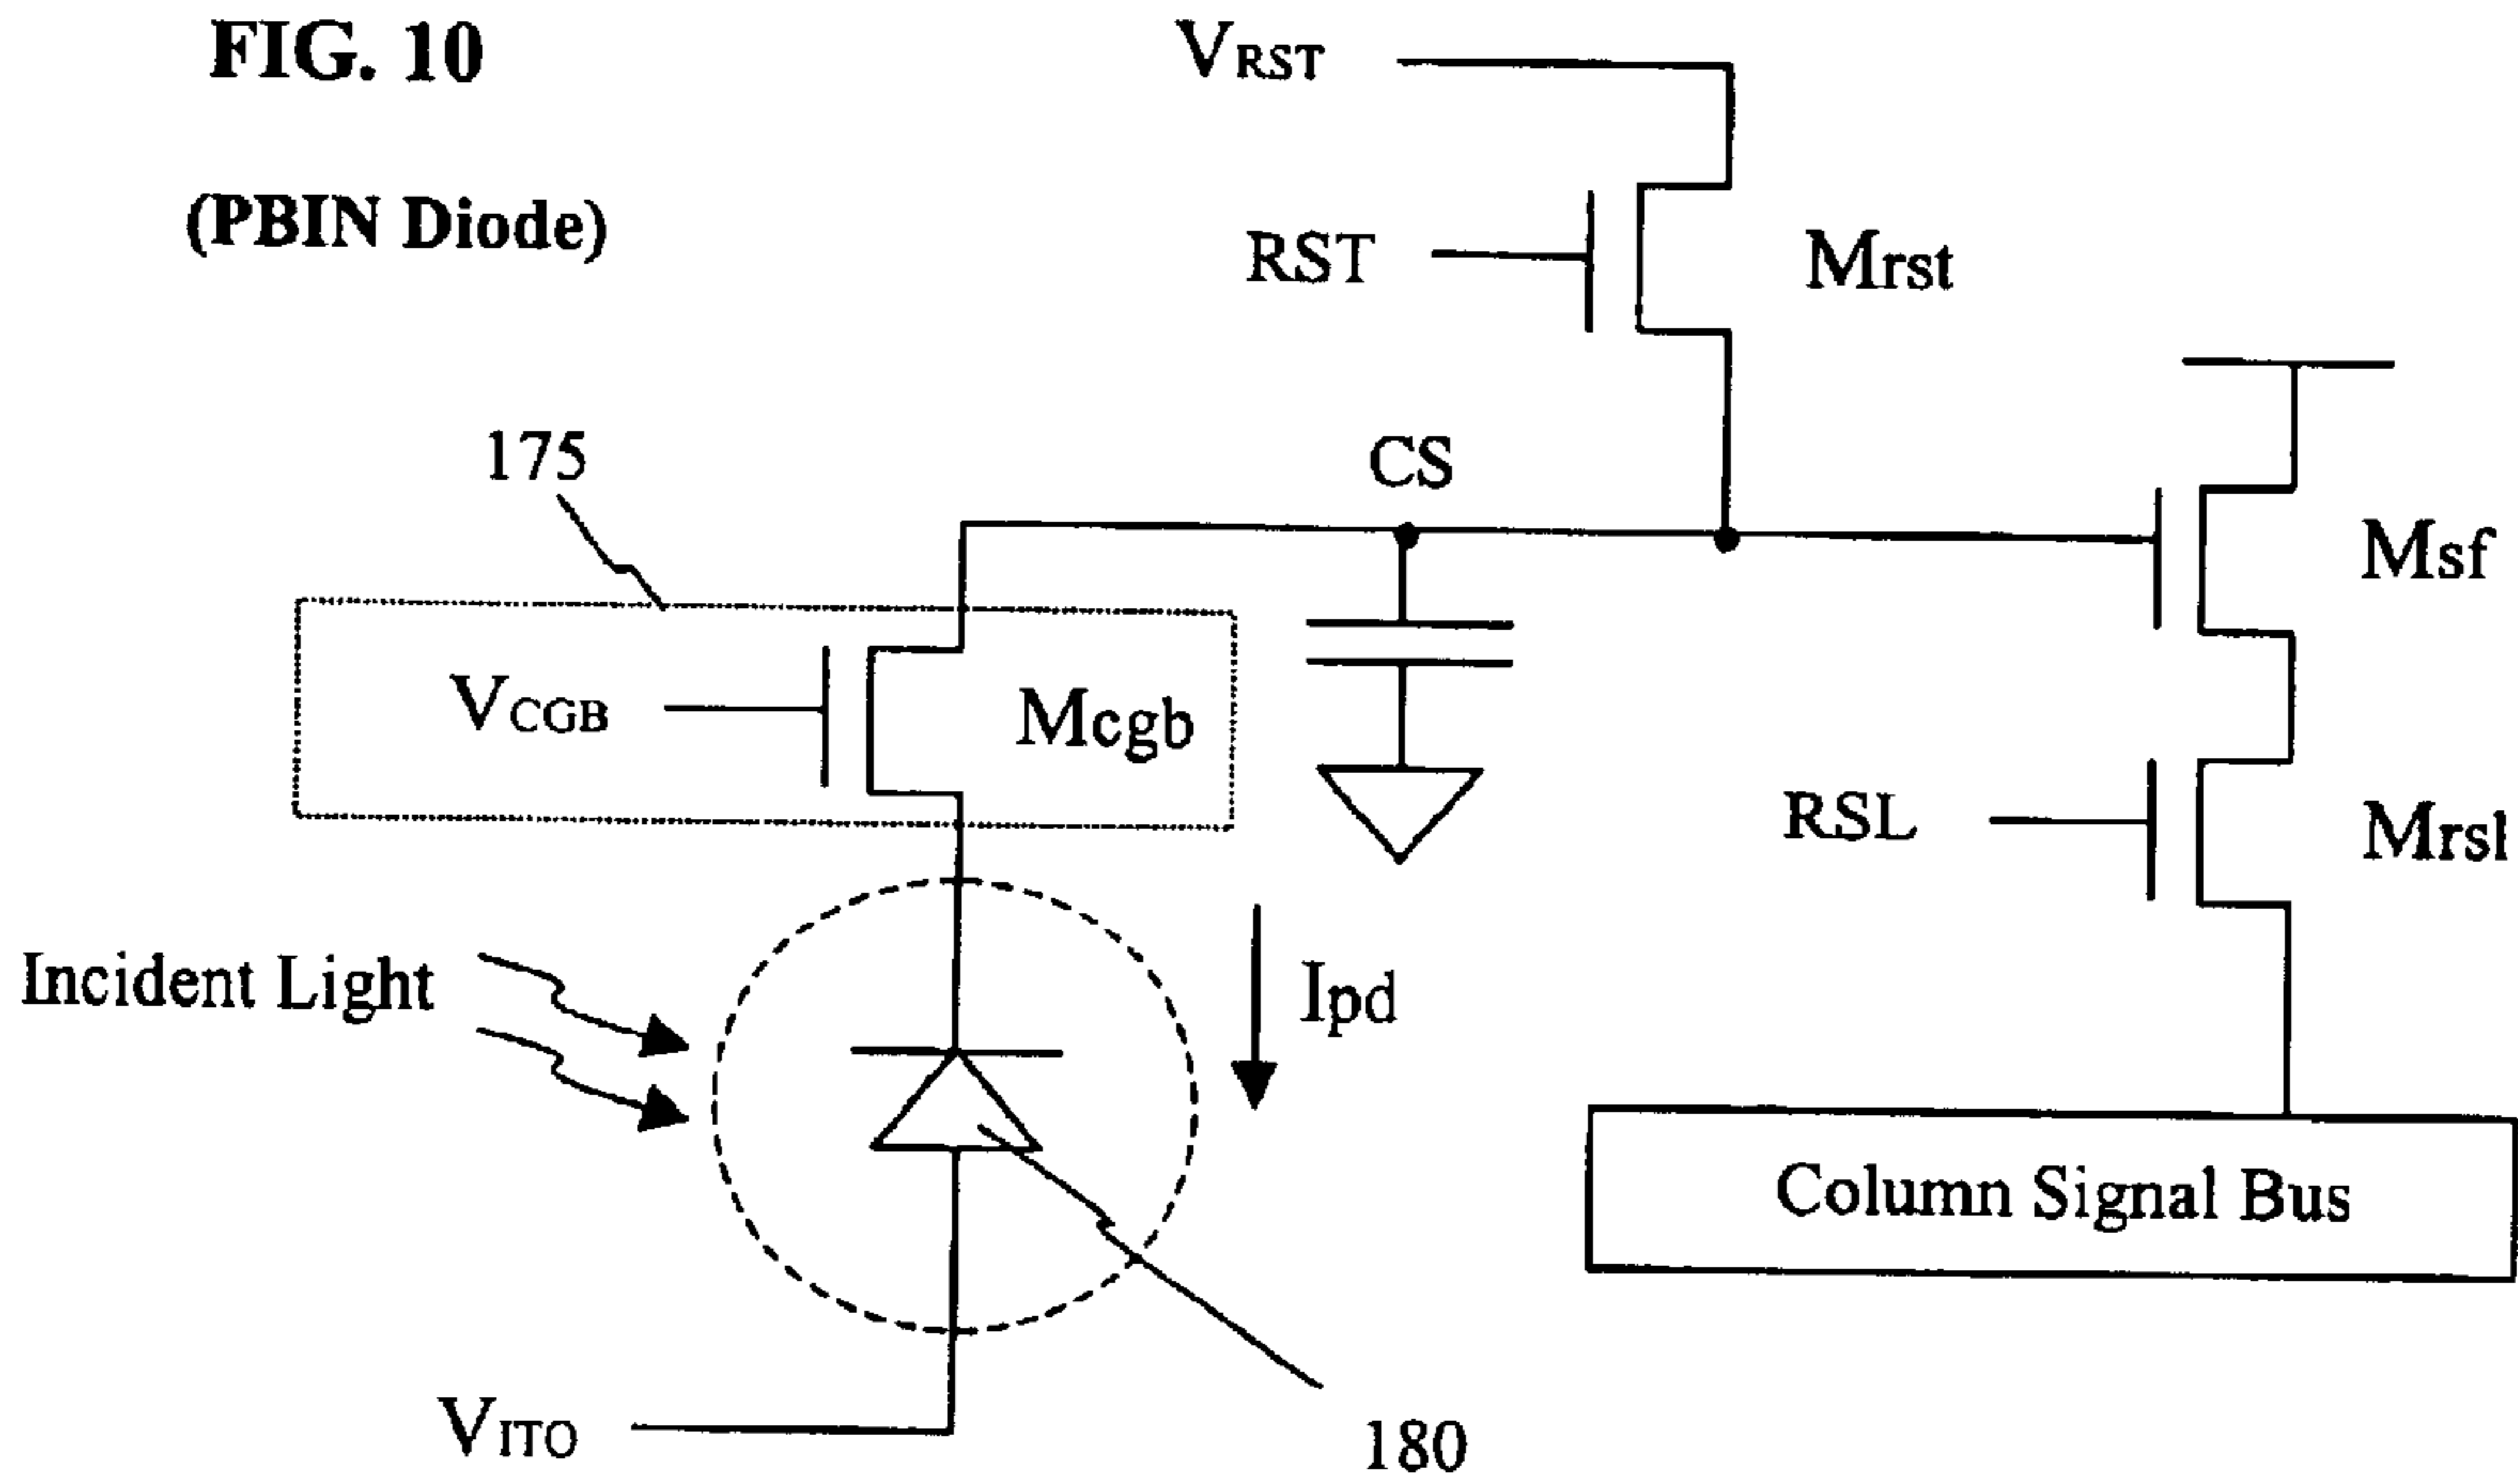 FIG. 10
(PBIN Diode)
VRST
RST
Mrst
175
CS
Msf
VCGB
Mcgb
RSL
Mrsl
Incident Light
Ipd
Column Signal Bus
VITO
180